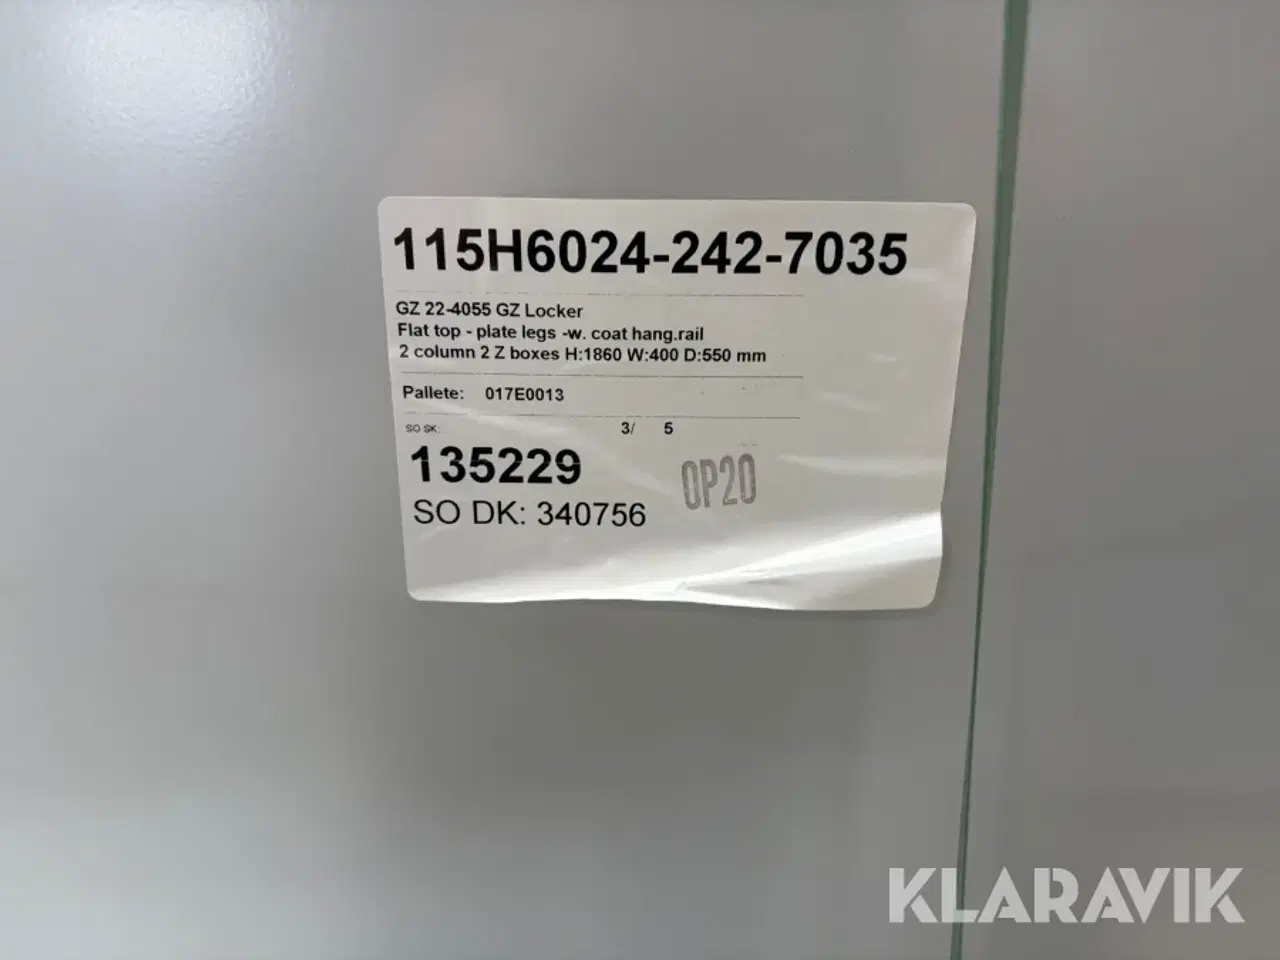 115H6024-242-7035
GZ 22-4055 GZ Locker
Flat top - plate legs -w. coat hang.rail
2 column 2 Z boxes H:1860 W:400 D:550 mm
Pallete: 017E0013
SO SK: 3/ 5
135229
OP20
SO DK: 340756
KLARAVIK